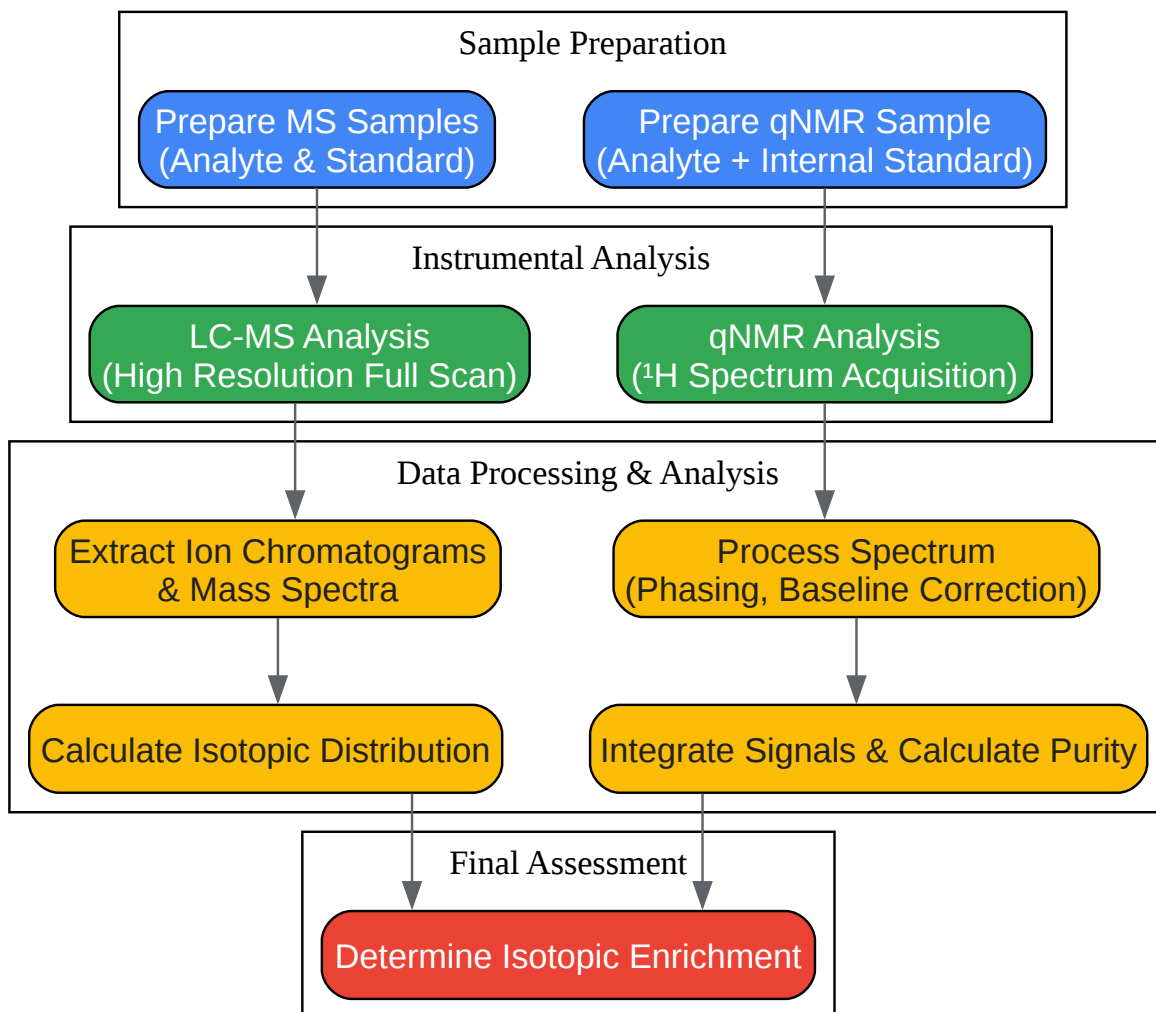 Sample Preparation
Prepare MS Samples
(Analyte & Standard)
Prepare qNMR Sample
(Analyte + Internal Standard)
Instrumental Analysis
LC-MS Analysis
(High Resolution Full Scan)
qNMR Analysis
(¹H Spectrum Acquisition)
Data Processing & Analysis
Extract Ion Chromatograms
& Mass Spectra
Process Spectrum
(Phasing, Baseline Correction)
Calculate Isotopic Distribution
Integrate Signals & Calculate Purity
Final Assessment
Determine Isotopic Enrichment